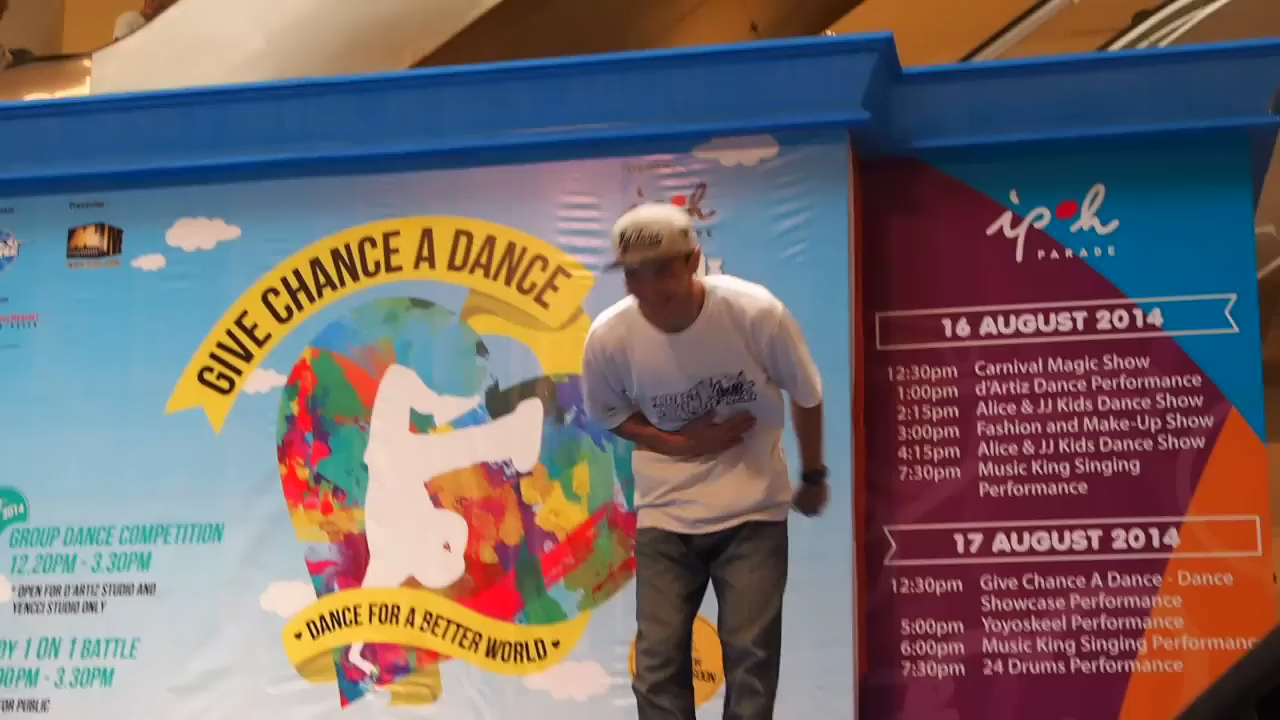 GIVE CHANCE A DANCE
DANCE FOR A BETTER WORLD
2014
GROUP DANCE COMPETITION
12.20PM - 3.30PM
* OPEN FOR D'ARTIZ STUDIO AND
YENCCI STUDIO ONLY
1 ON 1 BATTLE
- 3.30PM
FOR PUBLIC
ipoh
PARADE
16 AUGUST 2014
12:30pm Carnival Magic Show
1:00pm d'Artiz Dance Performance
2:15pm Alice & JJ Kids Dance Show
3:00pm Fashion and Make-Up Show
4:15pm Alice & JJ Kids Dance Show
7:30pm Music King Singing
Performance
17 AUGUST 2014
12:30pm Give Chance A Dance - Dance
Showcase Performance
5:00pm Yoyoskeel Performance
6:00pm Music King Singing Performanc
7:30pm 24 Drums Performance